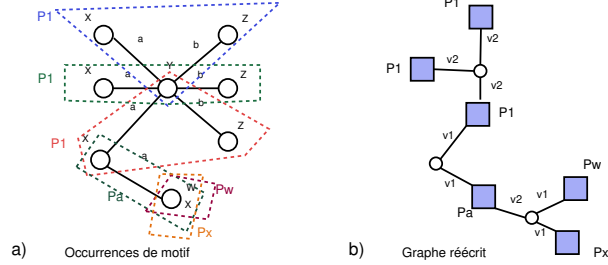 P1
X
Z
a
b
P1
X
Y
Z
a
b
a
b
P1
X
Z
a
Pa
W
X
Pw
Px
a) Occurrences de motif
P1
v2
P1
v2
v2
P1
v1
v1
Pa
v2
v1
Pw
v1
Px
b) Graphe réécrit